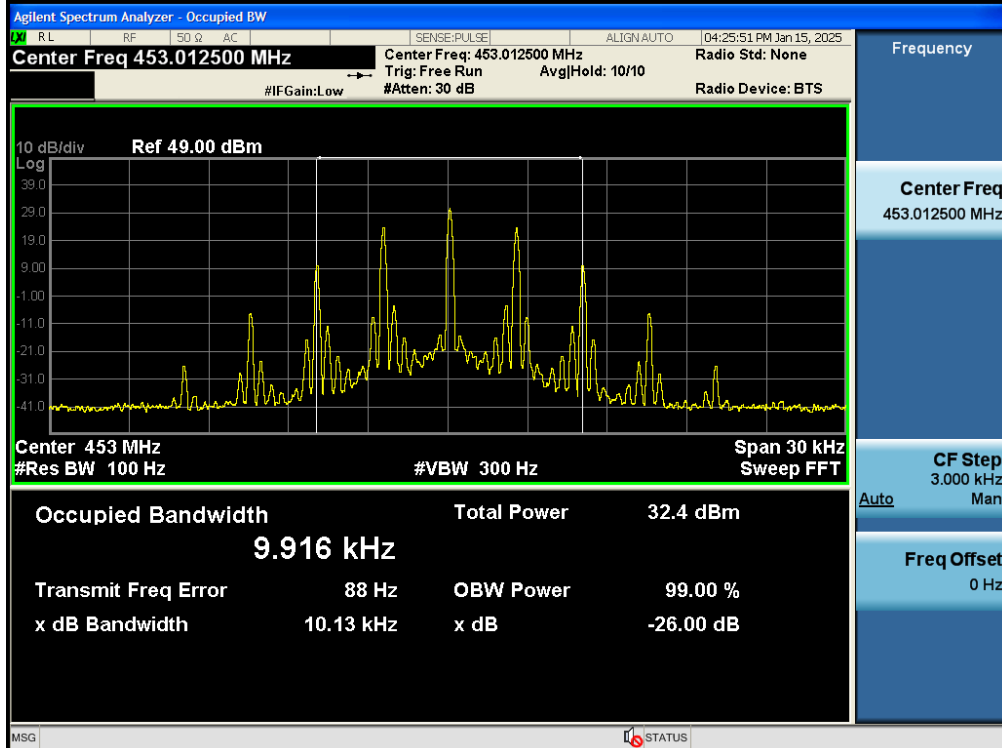 Agilent Spectrum Analyzer - Occupied BW
LXI RL RF 50 Ω AC SENSE:PULSE ALIGN AUTO 04:25:51 PM Jan 15, 2025
Center Freq 453.012500 MHz
Center Freq: 453.012500 MHz Radio Std: None
Trig: Free Run Avg|Hold: 10/10
#IFGain:Low #Atten: 30 dB Radio Device: BTS
10 dB/div Ref 49.00 dBm
Log
39.0
29.0
19.0
9.00
-1.00
-11.0
-21.0
-31.0
-41.0
Center 453 MHz Span 30 kHz
#Res BW 100 Hz #VBW 300 Hz Sweep FFT
Occupied Bandwidth Total Power 32.4 dBm
9.916 kHz
Transmit Freq Error 88 Hz OBW Power 99.00 %
x dB Bandwidth 10.13 kHz x dB -26.00 dB
Frequency
Center Freq
453.012500 MHz
CF Step
3.000 kHz
Auto Man
Freq Offset
0 Hz
MSG STATUS